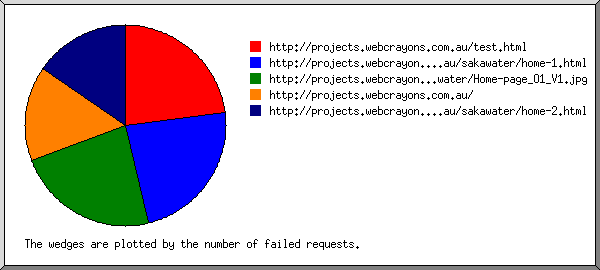 http://projects.webcrayons.com.au/test.html
http://projects.webcrayon....au/sakawater/home-1.html
http://projects.webcrayon...water/Home-page_01_V1.jpg
http://projects.webcrayons.com.au/
http://projects.webcrayon....au/sakawater/home-2.html
The wedges are plotted by the number of failed requests.